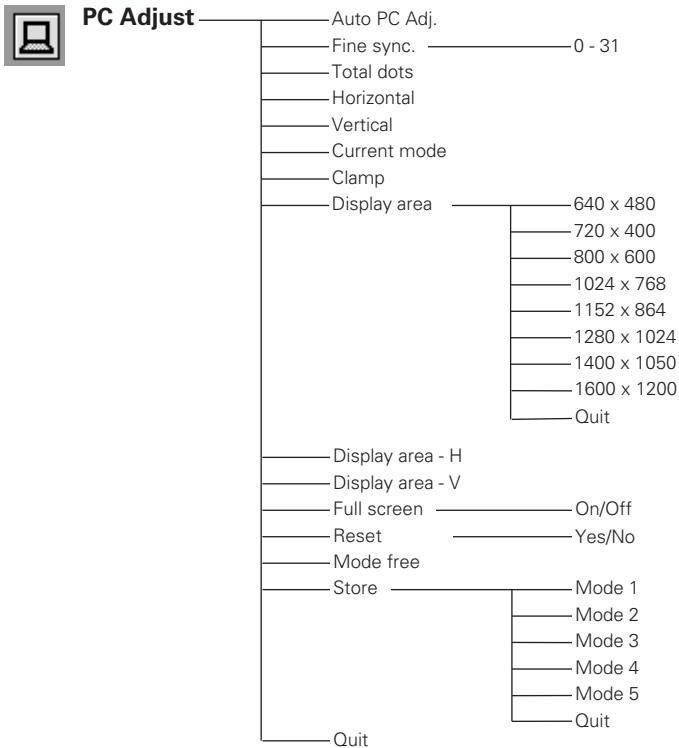 PC Adjust
Auto PC Adj.
Fine sync. 0 - 31
Total dots
Horizontal
Vertical
Current mode
Clamp
Display area 640 x 480
720 x 400
800 x 600
1024 x 768
1152 x 864
1280 x 1024
1400 x 1050
1600 x 1200
Quit
Display area - H
Display area - V
Full screen On/Off
Reset Yes/No
Mode free
Store Mode 1
Mode 2
Mode 3
Mode 4
Mode 5
Quit
Quit